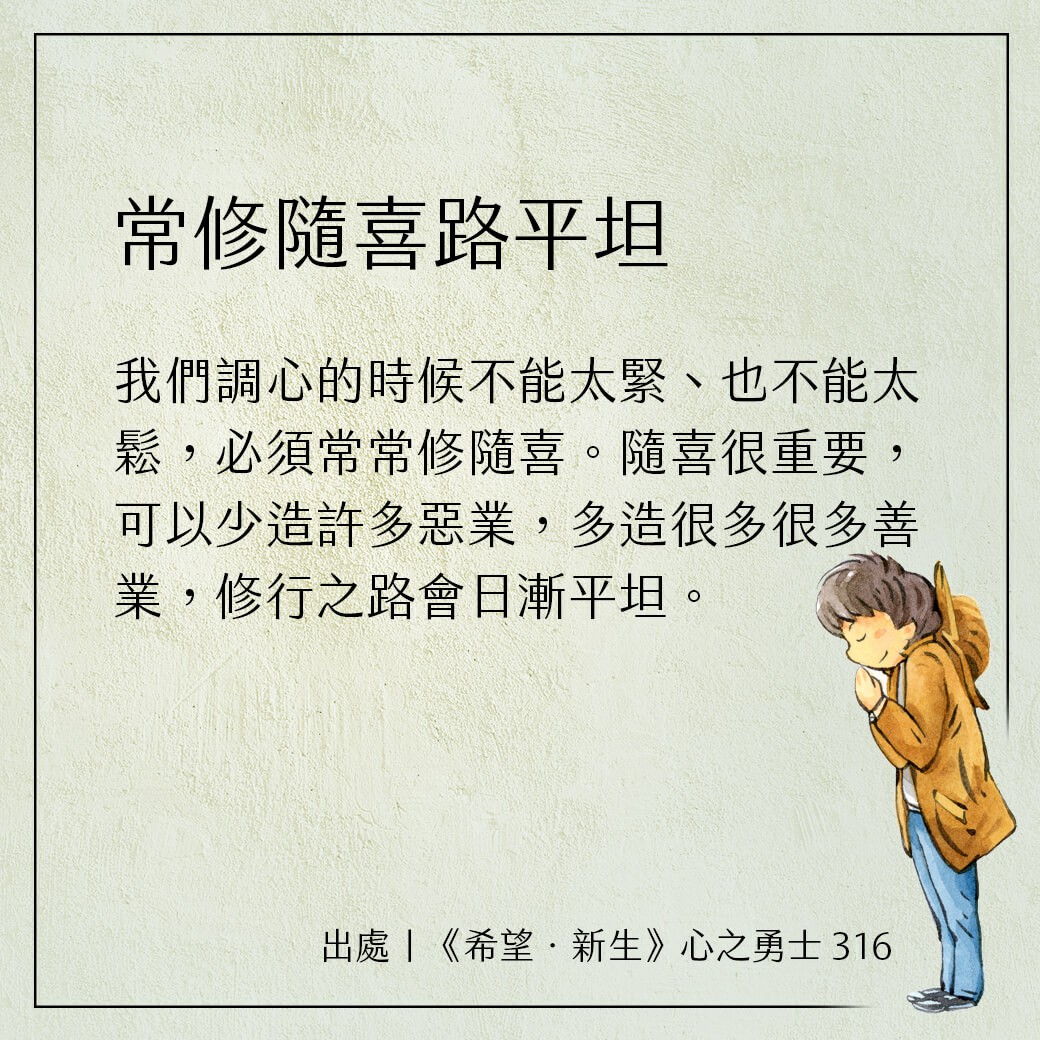 常修隨喜路平坦
我們調心的時候不能太緊、也不能太
鬆，必須常常修隨喜。隨喜很重要，
可以少造許多惡業，多造很多很多善
業，修行之路會日漸平坦。
出處丨《希望．新生》心之勇士 316